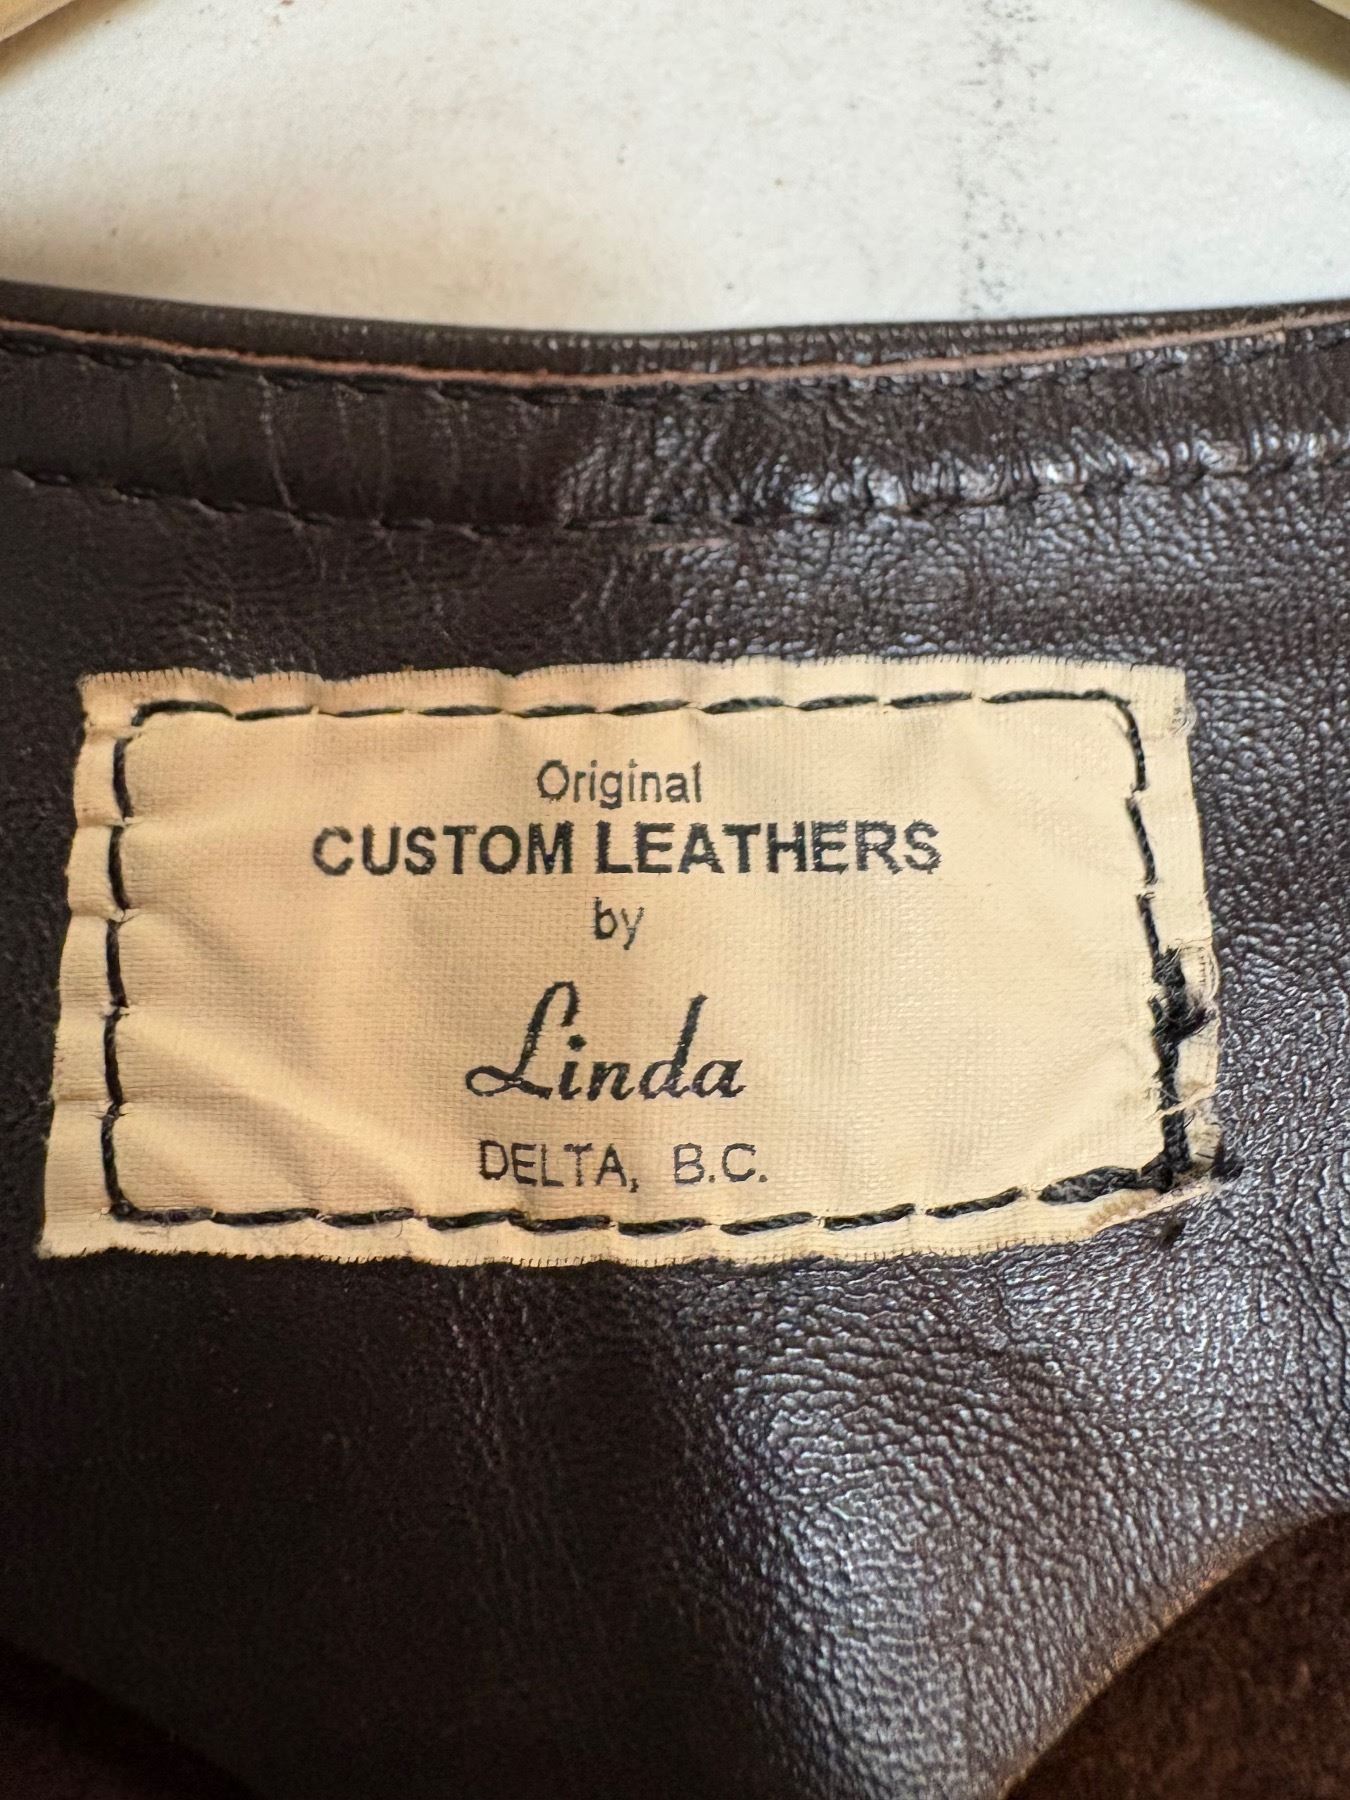 Original
CUSTOM LEATHERS
by
Linda
DELTA, B.C.